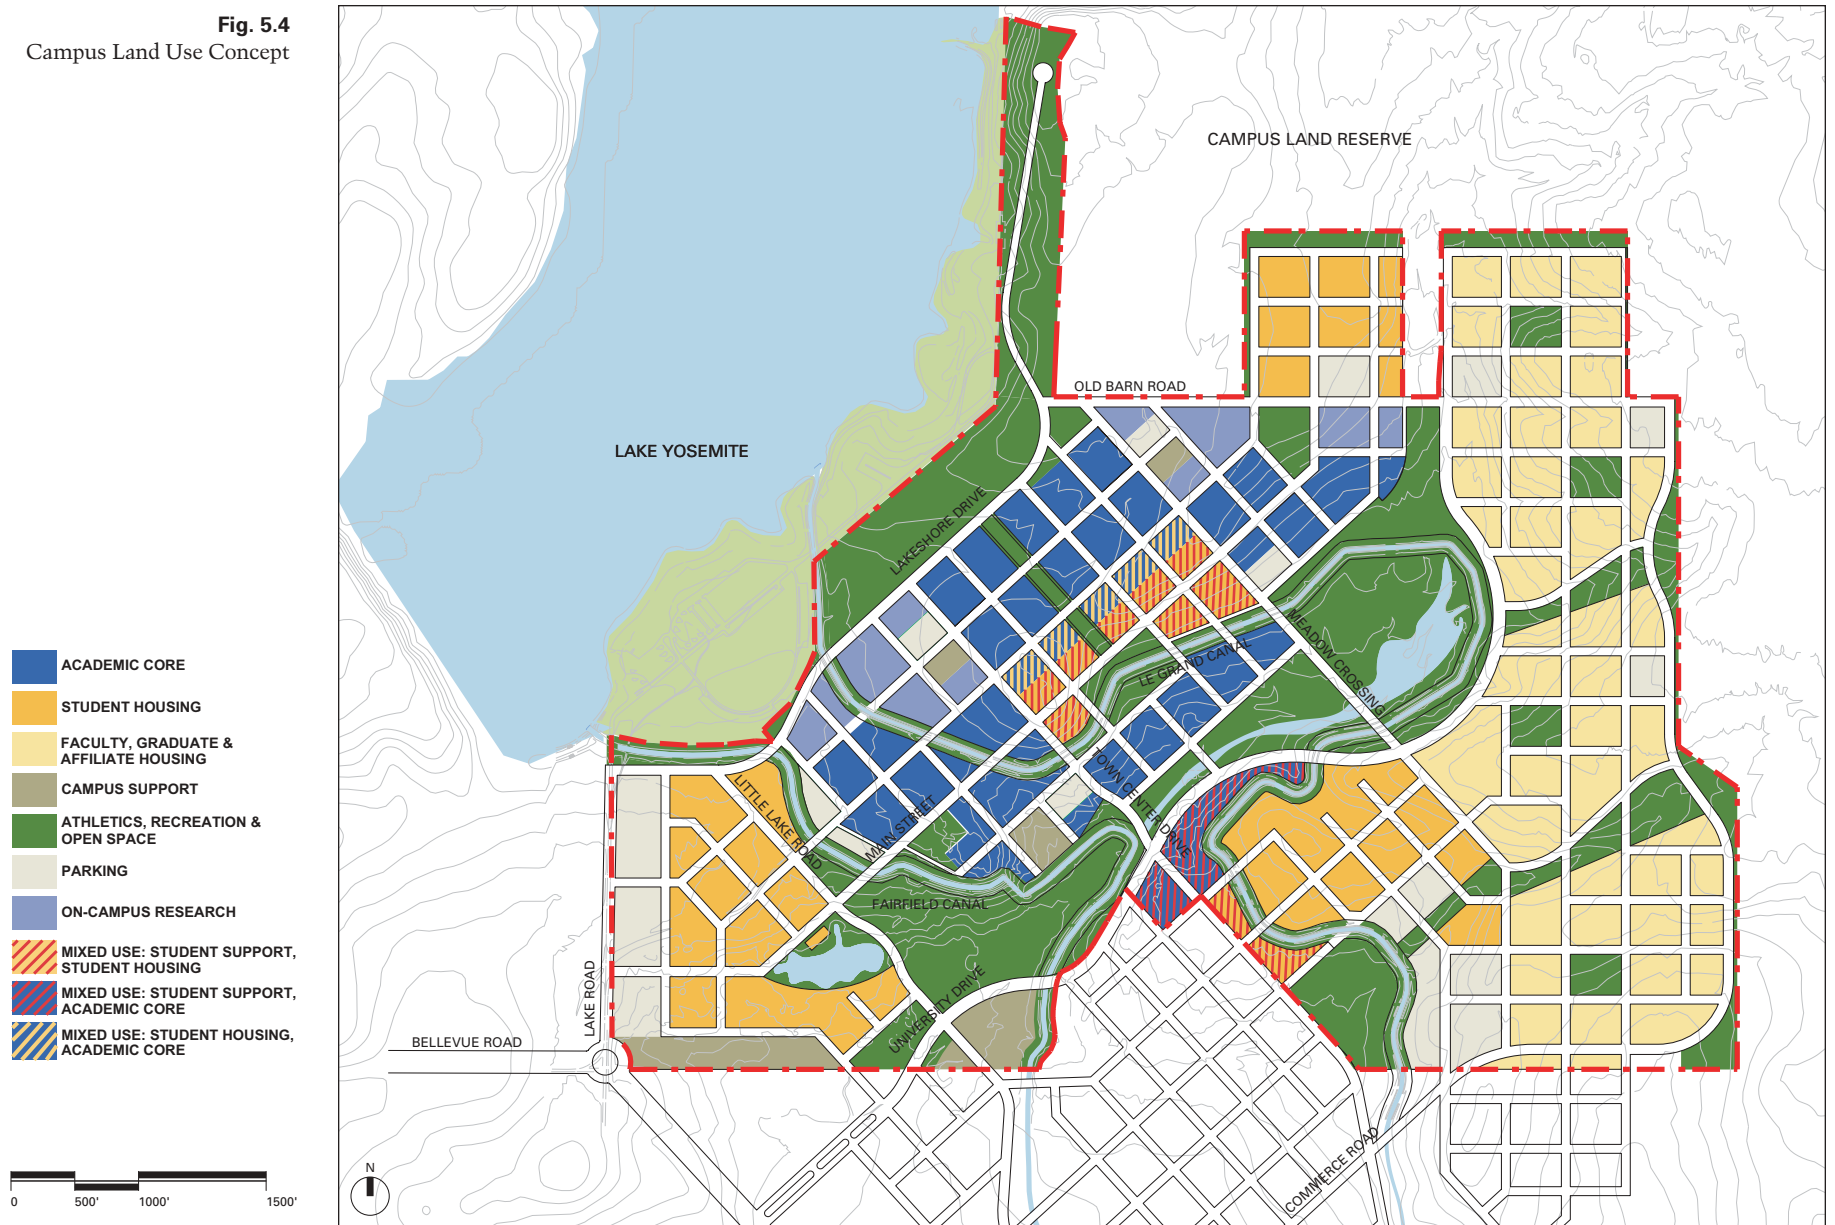 Fig. 5.4
Campus Land Use Concept
CAMPUS LAND RESERVE
OLD BARN ROAD
LAKE YOSEMITE
LAKESHORE DRIVE
MEADOW CROSSING
LE GRAND CANAL
TOWN CENTER DRIVE
LITTLE LAKE ROAD
MAIN STREET
FAIRFIELD CANAL
UNIVERSITY DRIVE
LAKE ROAD
BELLEVUE ROAD
COMMERCE ROAD
ACADEMIC CORE
STUDENT HOUSING
FACULTY, GRADUATE &
AFFILIATE HOUSING
CAMPUS SUPPORT
ATHLETICS, RECREATION &
OPEN SPACE
PARKING
ON-CAMPUS RESEARCH
MIXED USE: STUDENT SUPPORT,
STUDENT HOUSING
MIXED USE: STUDENT SUPPORT,
ACADEMIC CORE
MIXED USE: STUDENT HOUSING,
ACADEMIC CORE
0 500' 1000' 1500'
N